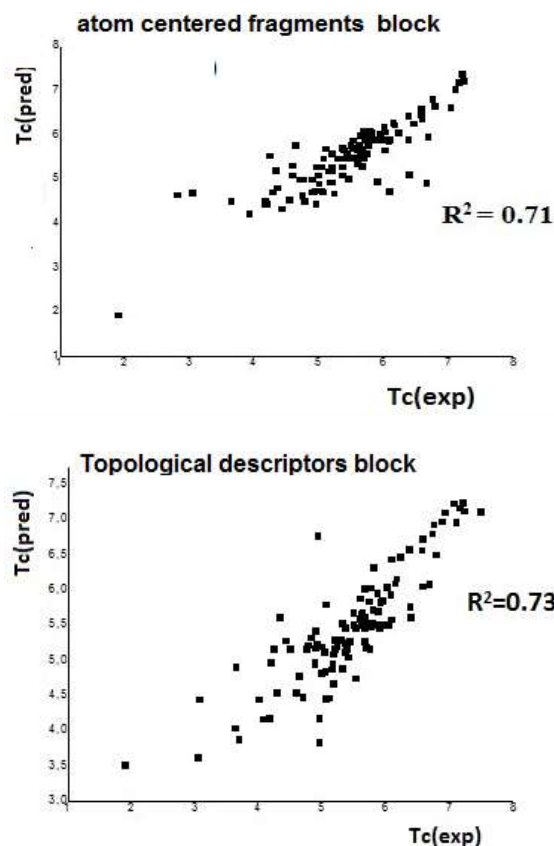 atom centered fragments block
Tc(pred)
8
7
6
5
4
3
2
1
1 2 3 4 5 6 7 8
R² = 0.71
Tc(exp)
Topological descriptors block
Tc(pred)
7,5
7,0
6,5
6,0
5,5
5,0
4,5
4,0
3,5
3,0
1 2 3 4 5 6 7 8
R²=0.73
Tc(exp)